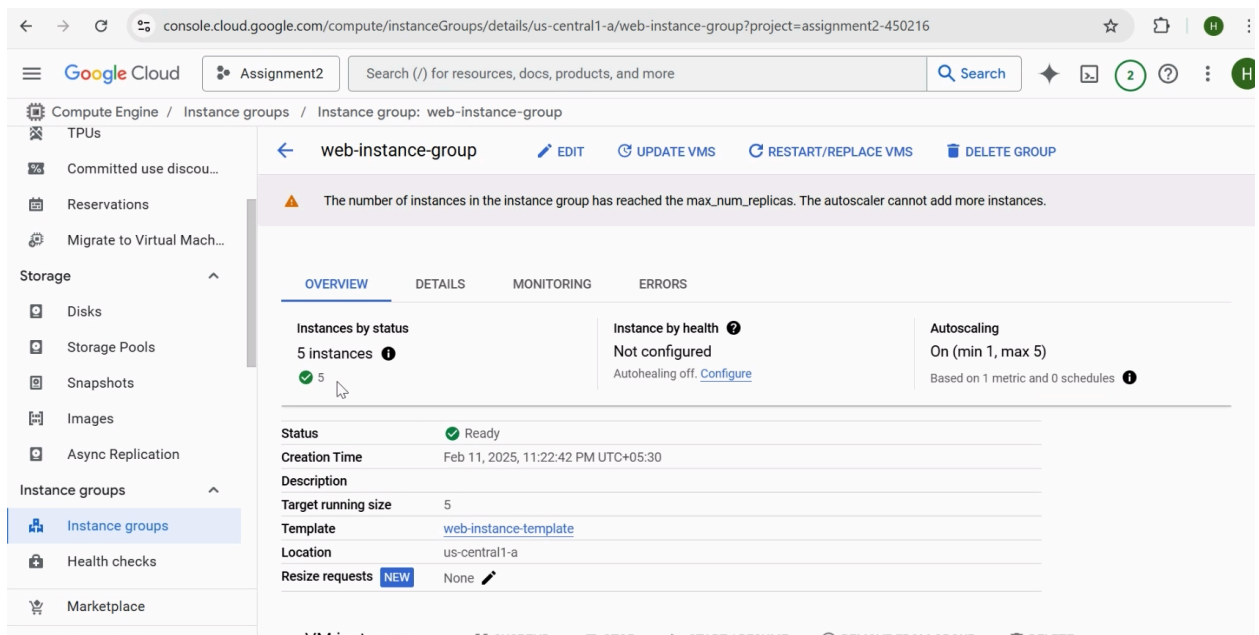 console.cloud.google.com/compute/instanceGroups/details/us-central1-a/web-instance-group?project=assignment2-450216
H
Google Cloud
Assignment2
Search (/) for resources, docs, products, and more
Search
2
H
Compute Engine / Instance groups / Instance group: web-instance-group
TPUs
Committed use discou...
Reservations
Migrate to Virtual Mach...
Storage
Disks
Storage Pools
Snapshots
Images
Async Replication
Instance groups
Instance groups
Health checks
Marketplace
web-instance-group
EDIT
UPDATE VMS
RESTART/REPLACE VMS
DELETE GROUP
The number of instances in the instance group has reached the max_num_replicas. The autoscaler cannot add more instances.
OVERVIEW
DETAILS
MONITORING
ERRORS
Instances by status
5 instances
5
Instance by health
Not configured
Autohealing off. Configure
Autoscaling
On (min 1, max 5)
Based on 1 metric and 0 schedules
Status Ready
Creation Time Feb 11, 2025, 11:22:42 PM UTC+05:30
Description
Target running size 5
Template web-instance-template
Location us-central1-a
Resize requests NEW None